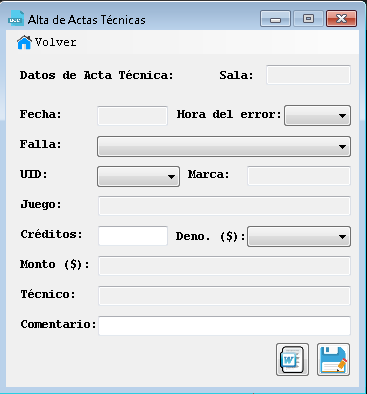 Alta de Actas Técnicas
Volver
Datos de Acta Técnica: Sala:
Fecha: Hora del error:
Falla:
UID: Marca:
Juego:
Créditos: Deno. ($):
Monto ($):
Técnico:
Comentario:
W